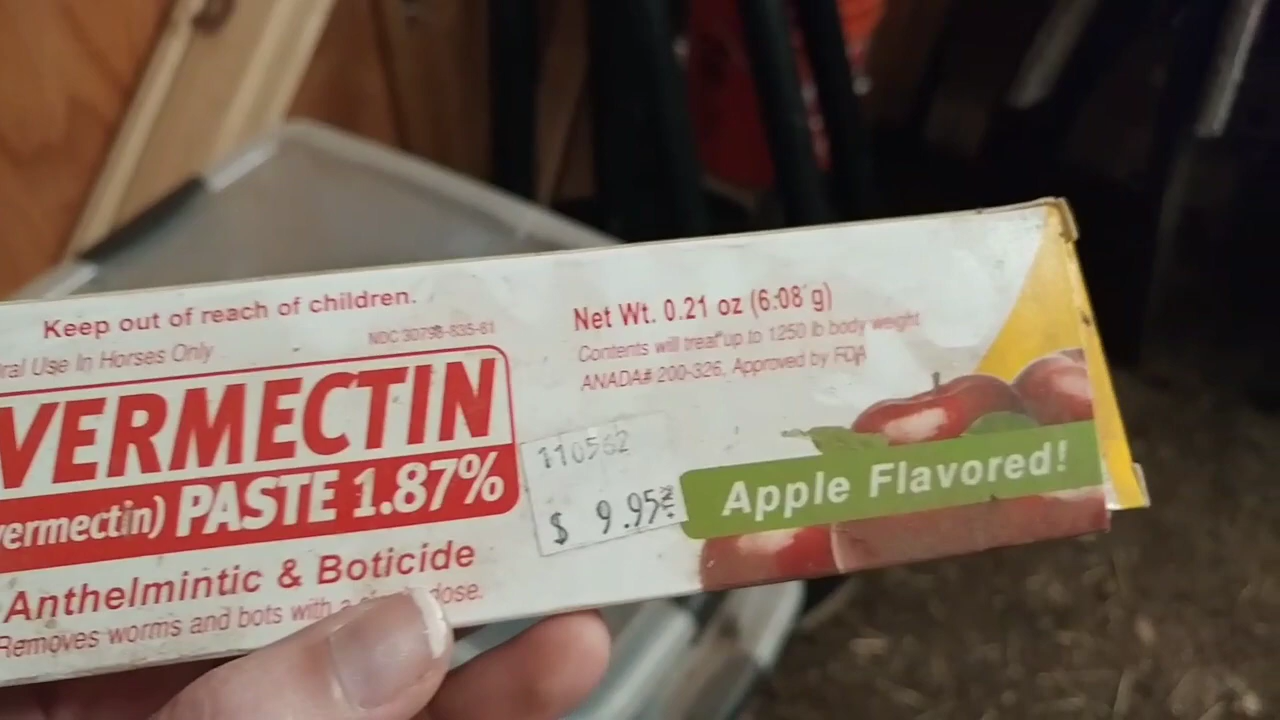 Keep out of reach of children.
ral Use In Horses Only
NDC 30798-835-61
VERMECTIN
vermectin) PASTE 1.87%
Anthelmintic & Boticide
Removes worms and bots with a dose.
Net Wt. 0.21 oz (6.08 g)
Contents will treat up to 1250 lb body weight
ANADA# 200-326, Approved by FDA
110562
$ 9.95
Apple Flavored!